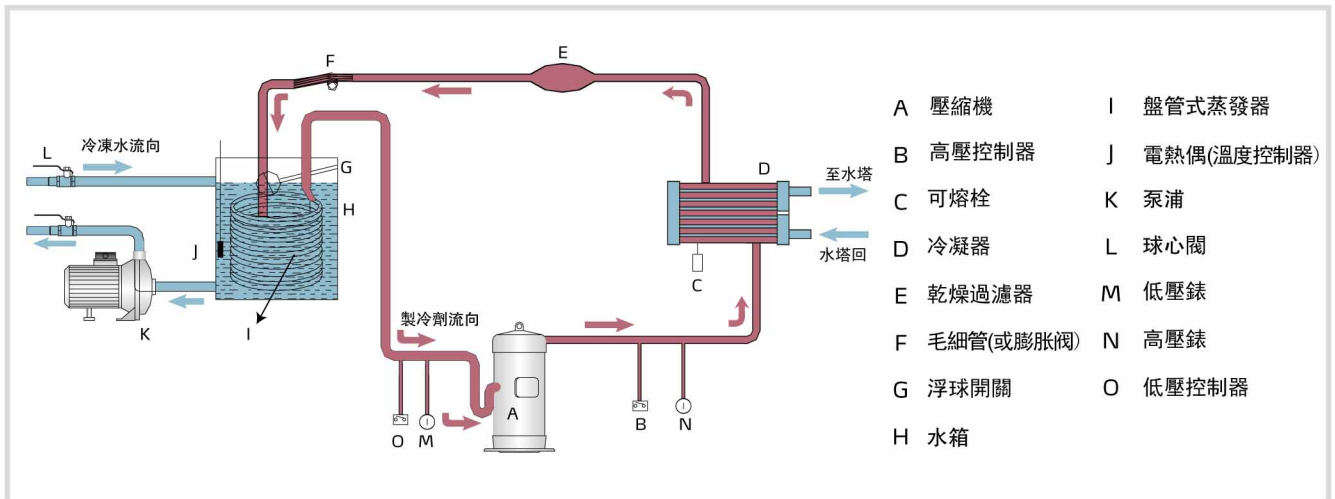 F
E
L
冷凍水流向
G
D
至水塔
H
J
水塔回
C
I
K
製冷劑流向
A
O
M
B
N
A 壓縮機
B 高壓控制器
C 可熔栓
D 冷凝器
E 乾燥過濾器
F 毛細管(或膨胀阀)
G 浮球開關
H 水箱
I 盤管式蒸發器
J 電熱偶(溫度控制器)
K 泵浦
L 球心閥
M 低壓錶
N 高壓錶
O 低壓控制器